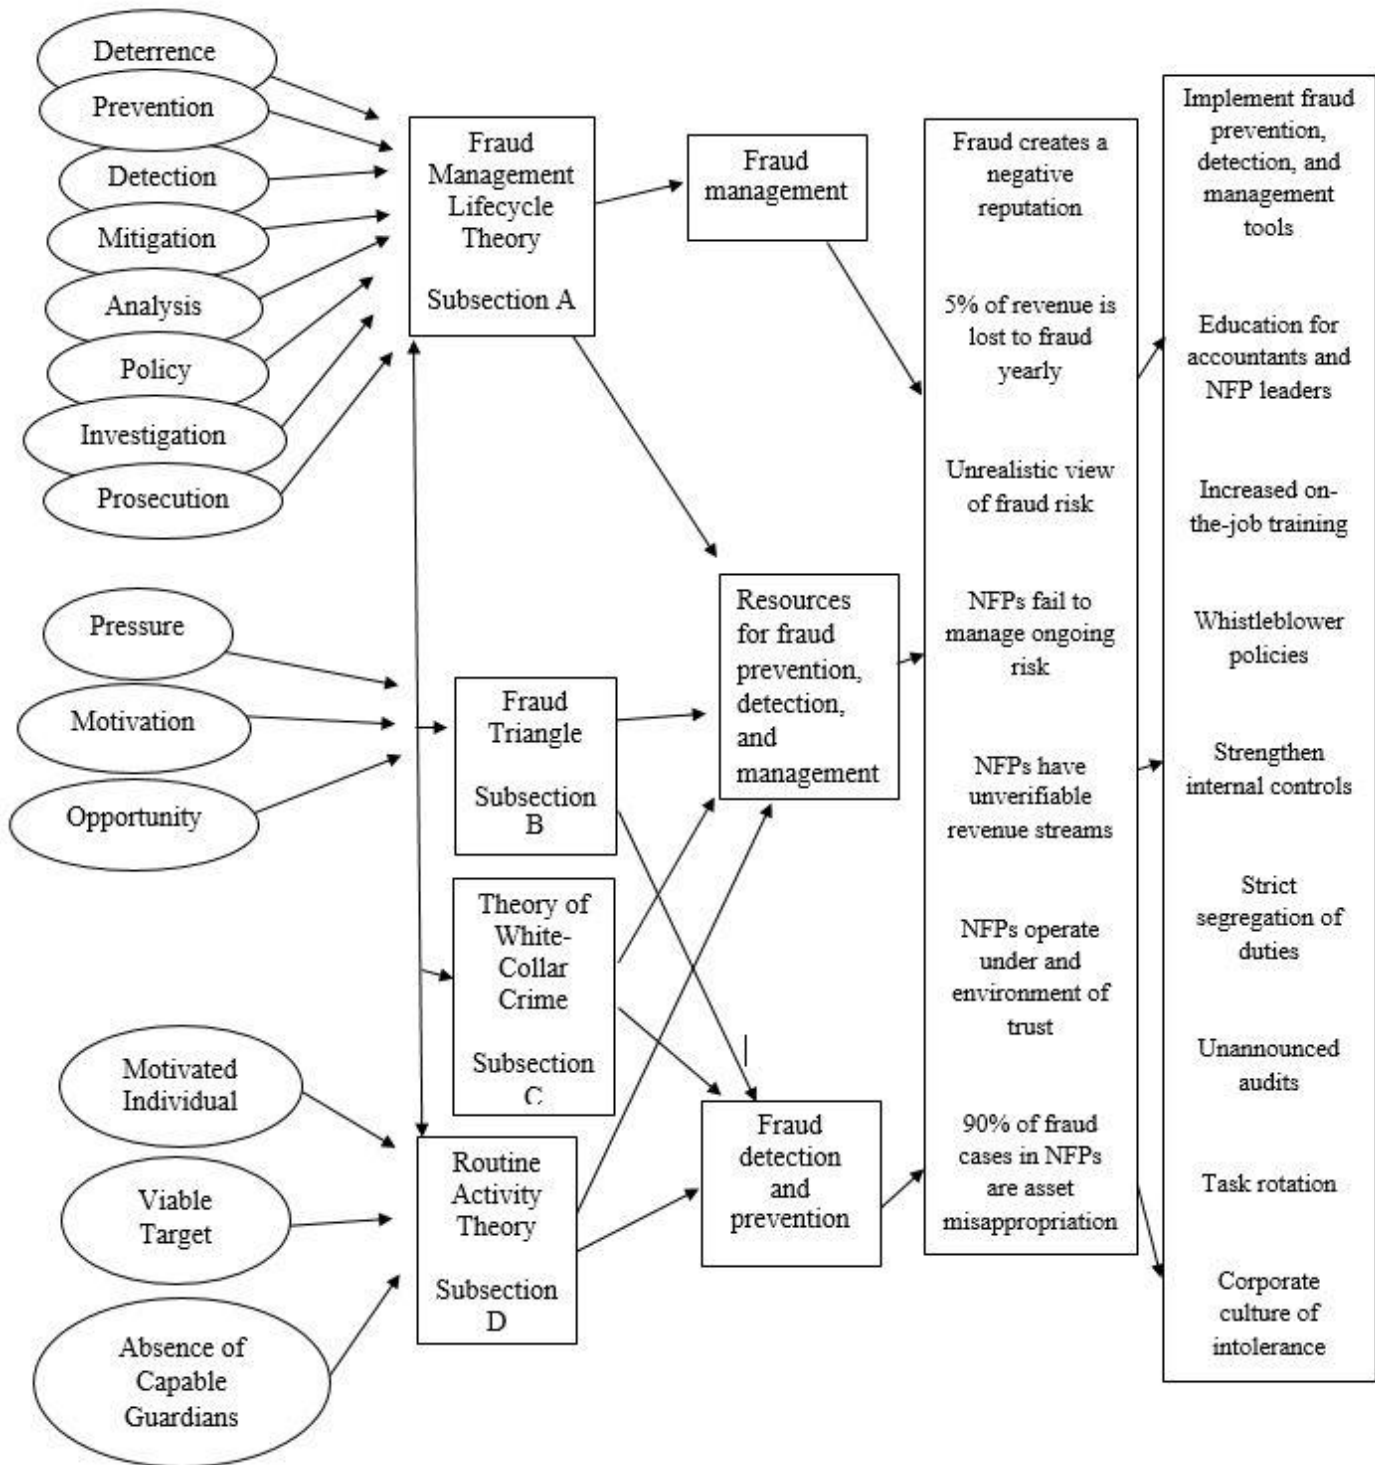 Deterrence
Prevention
Detection
Mitigation
Analysis
Policy
Investigation
Prosecution
Pressure
Motivation
Opportunity
Motivated
Individual
Viable
Target
Absence of
Capable
Guardians
Fraud
Management
Lifecycle
Theory
Subsection A
Fraud
Triangle
Subsection
B
Theory of
White-
Collar
Crime
Subsection
C
Routine
Activity
Theory
Subsection
D
Fraud
management
Resources
for fraud
prevention,
detection,
and
management
Fraud
detection
and
prevention
Fraud creates a
negative
reputation
5% of revenue is
lost to fraud
yearly
Unrealistic view
of fraud risk
NFPs fail to
manage ongoing
risk
NFPs have
unverifiable
revenue streams
NFPs operate
under and
environment of
trust
90% of fraud
cases in NFPs
are asset
misappropriation
Implement fraud
prevention,
detection, and
management
tools
Education for
accountants and
NFP leaders
Increased on-
the-job training
Whistleblower
policies
Strengthen
internal controls
Strict
segregation of
duties
Unannounced
audits
Task rotation
Corporate
culture of
intolerance